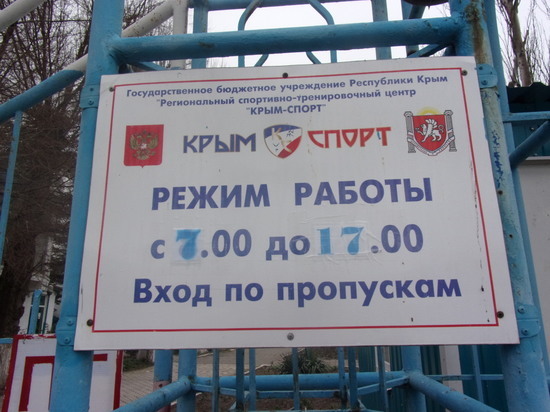 Государственное бюджетное учреждение Республики Крым
"Региональный спортивно-тренировочный центр
"КРЫМ-СПОРТ"
КРЫМ СПОРТ
РЕЖИМ РАБОТЫ
с 7.00 до 17.00
Вход по пропускам